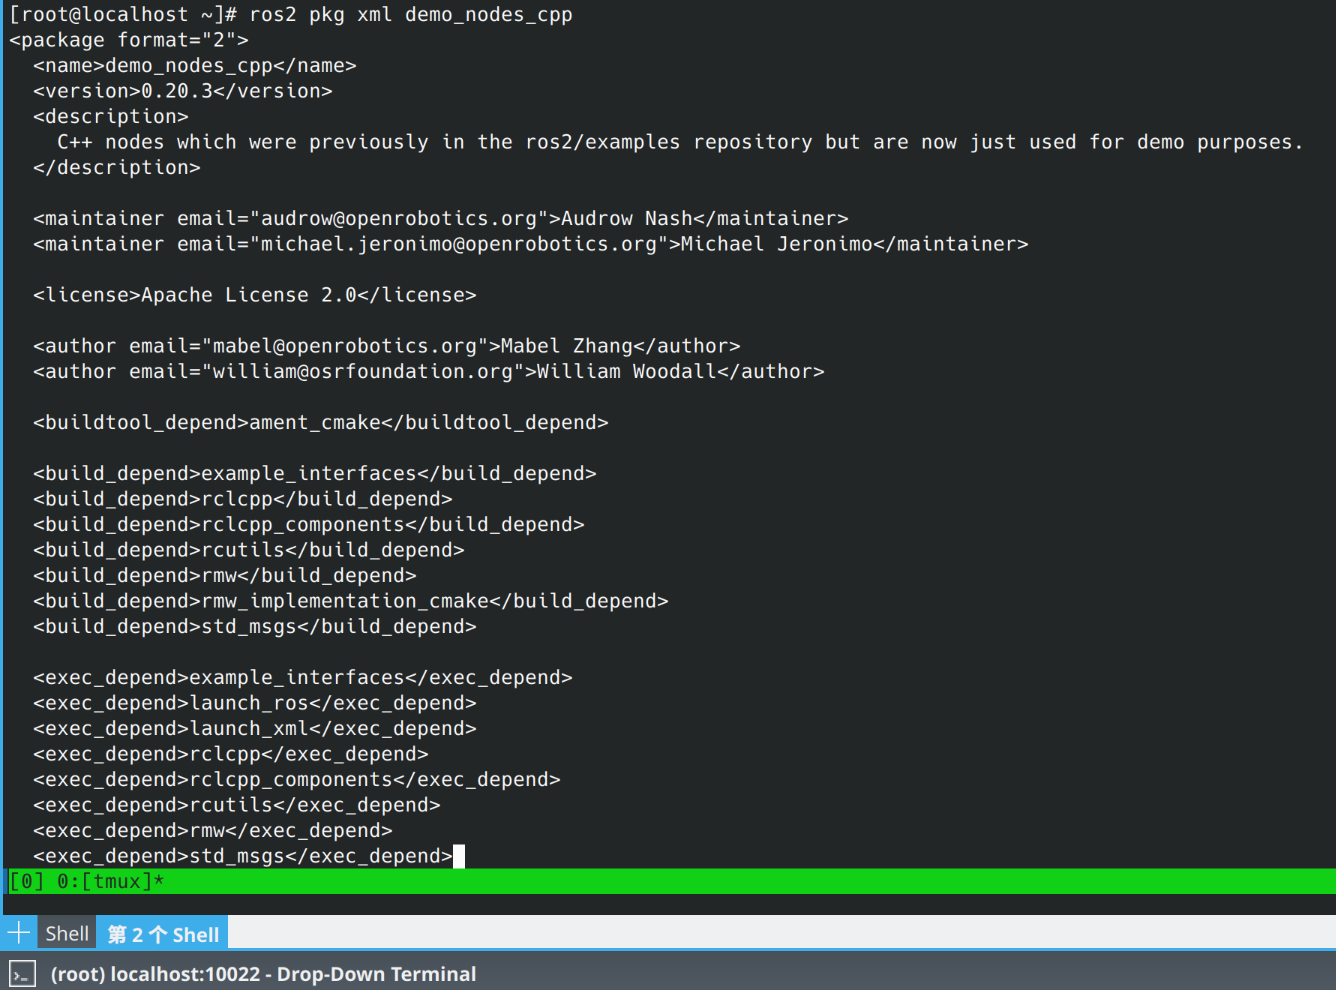 [root@localhost ~]# ros2 pkg xml demo_nodes_cpp
<package format="2">
  <name>demo_nodes_cpp</name>
  <version>0.20.3</version>
  <description>
    C++ nodes which were previously in the ros2/examples repository but are now just used for demo purposes.
  </description>

  <maintainer email="audrow@openrobotics.org">Audrow Nash</maintainer>
  <maintainer email="michael.jeronimo@openrobotics.org">Michael Jeronimo</maintainer>

  <license>Apache License 2.0</license>

  <author email="mabel@openrobotics.org">Mabel Zhang</author>
  <author email="william@osrfoundation.org">William Woodall</author>

  <buildtool_depend>ament_cmake</buildtool_depend>

  <build_depend>example_interfaces</build_depend>
  <build_depend>rclcpp</build_depend>
  <build_depend>rclcpp_components</build_depend>
  <build_depend>rcutils</build_depend>
  <build_depend>rmw</build_depend>
  <build_depend>rmw_implementation_cmake</build_depend>
  <build_depend>std_msgs</build_depend>

  <exec_depend>example_interfaces</exec_depend>
  <exec_depend>launch_ros</exec_depend>
  <exec_depend>launch_xml</exec_depend>
  <exec_depend>rclcpp</exec_depend>
  <exec_depend>rclcpp_components</exec_depend>
  <exec_depend>rcutils</exec_depend>
  <exec_depend>rmw</exec_depend>
  <exec_depend>std_msgs</exec_depend>
[0] 0:[tmux]*
Shell 第 2 个 Shell
(root) localhost:10022 - Drop-Down Terminal